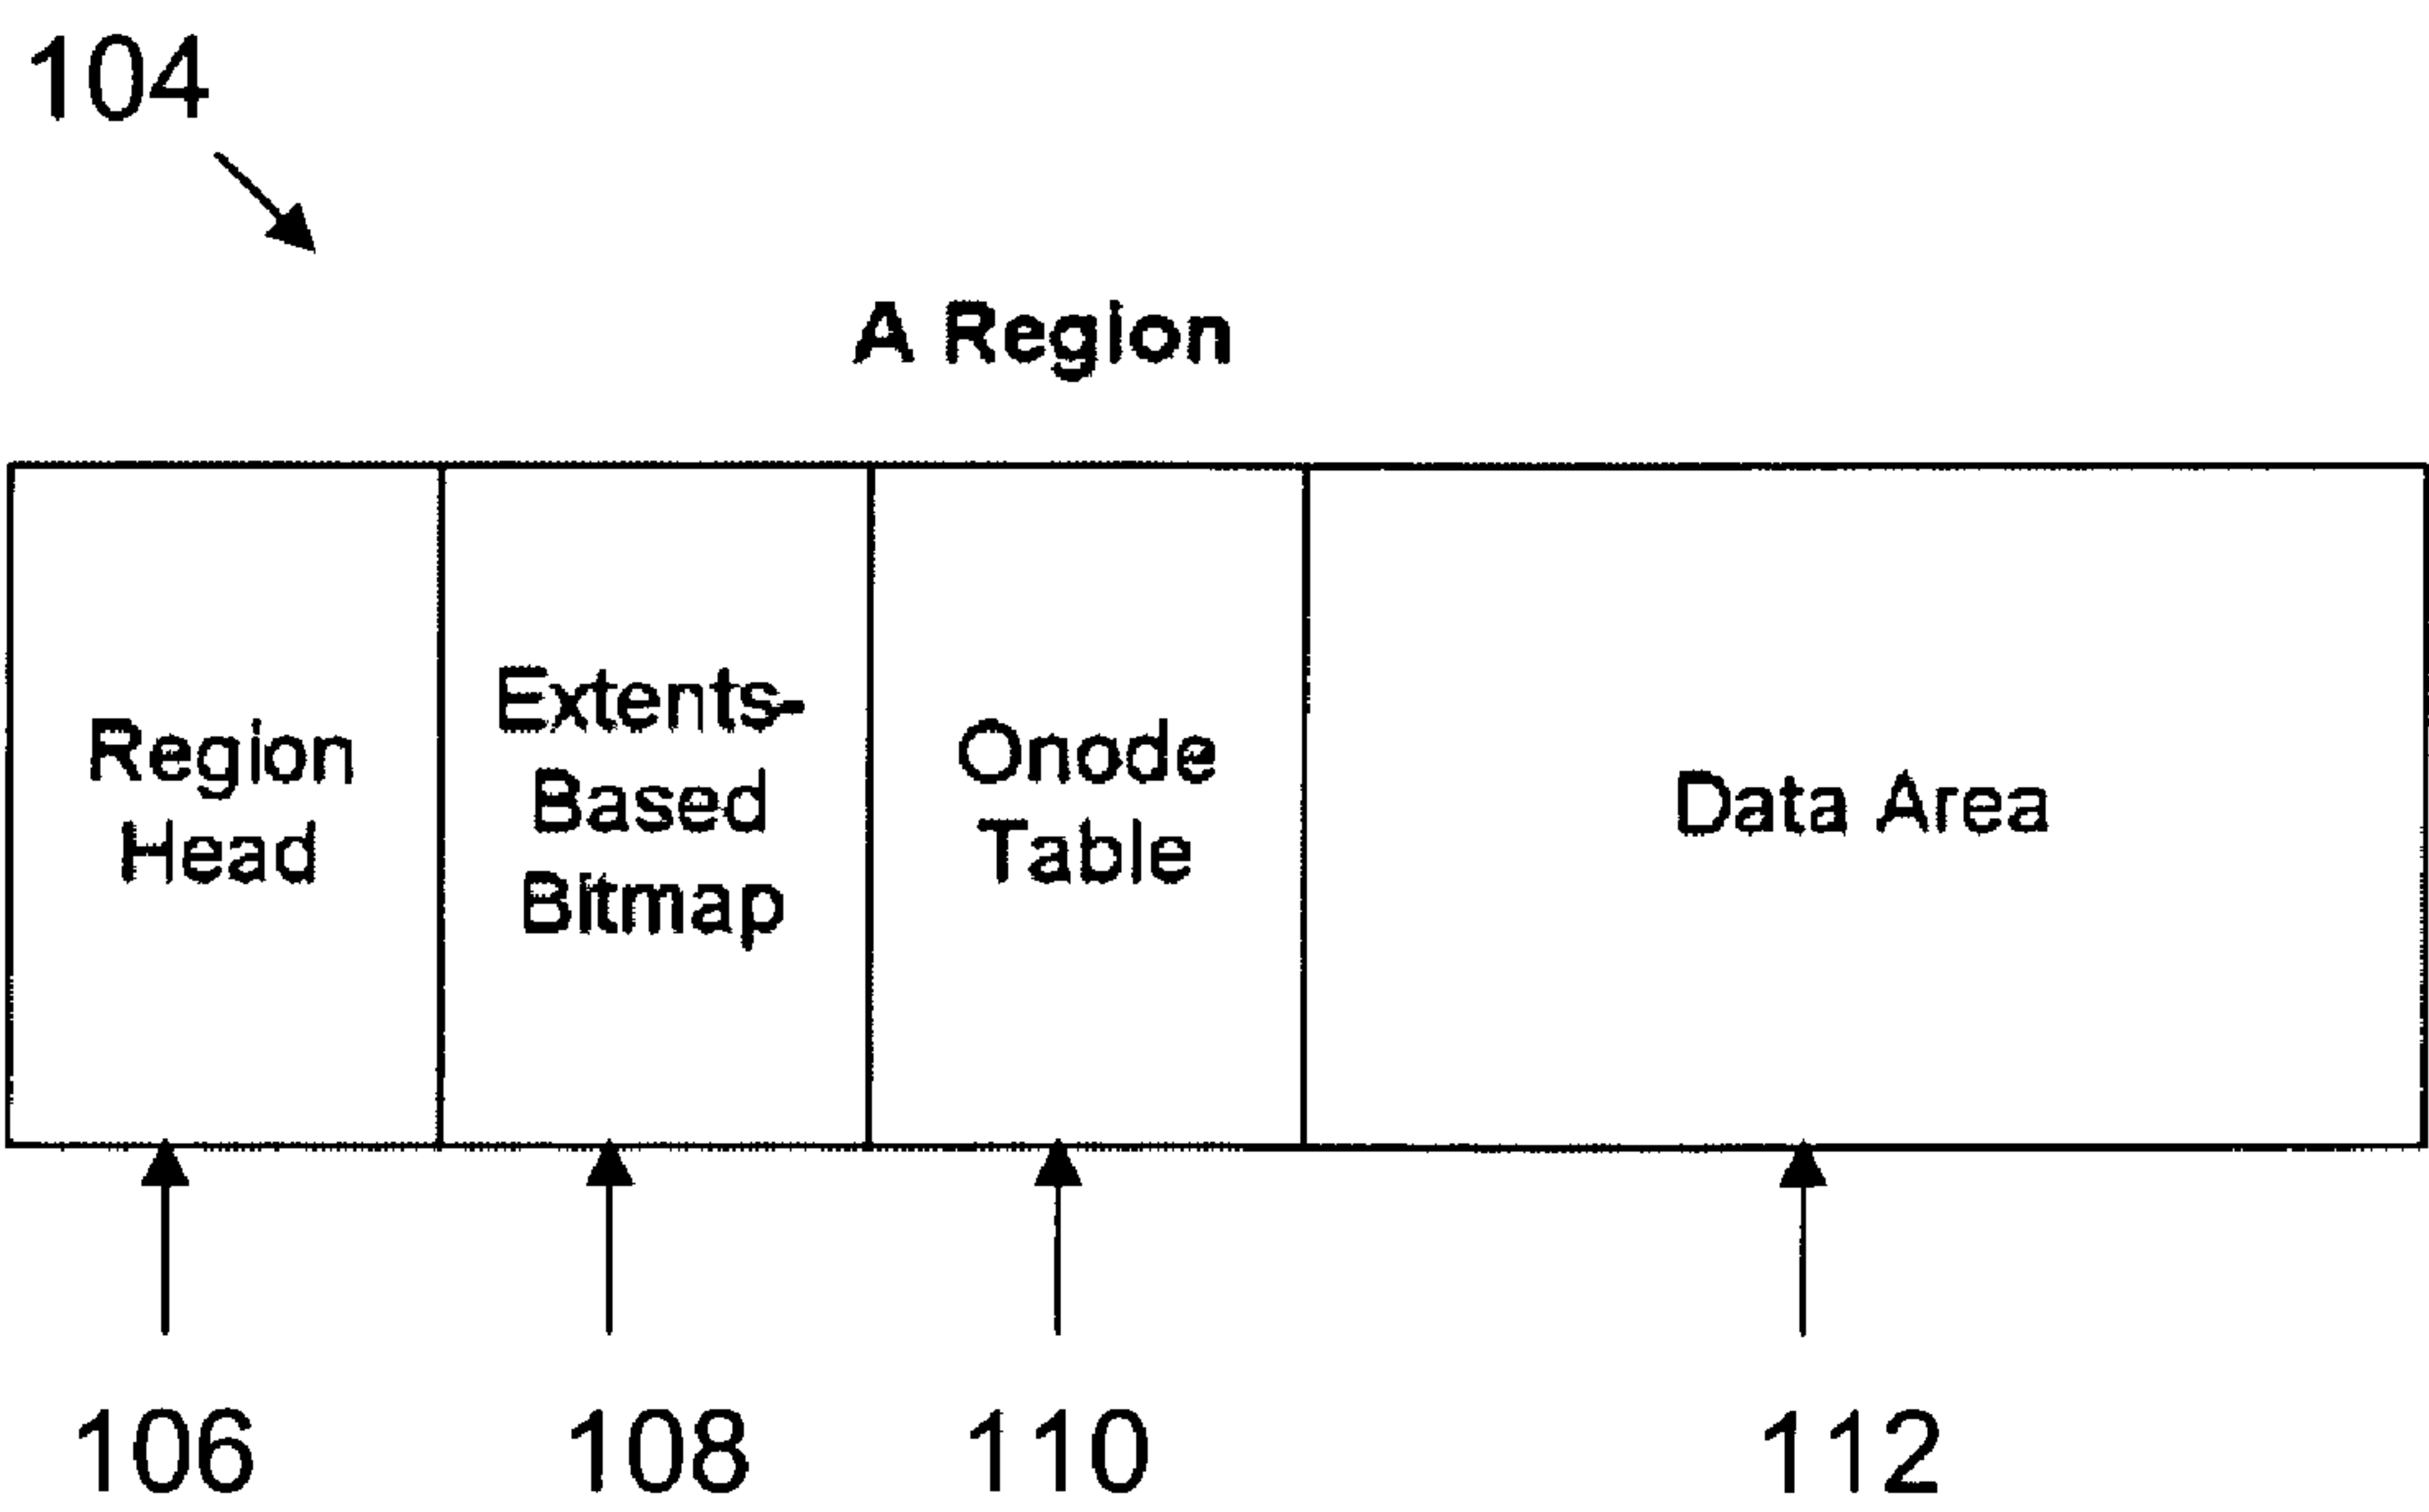 104
A Region
Region
Head
Extents-
Based
Bitmap
Onode
Table
Data Area
106
108
110
112